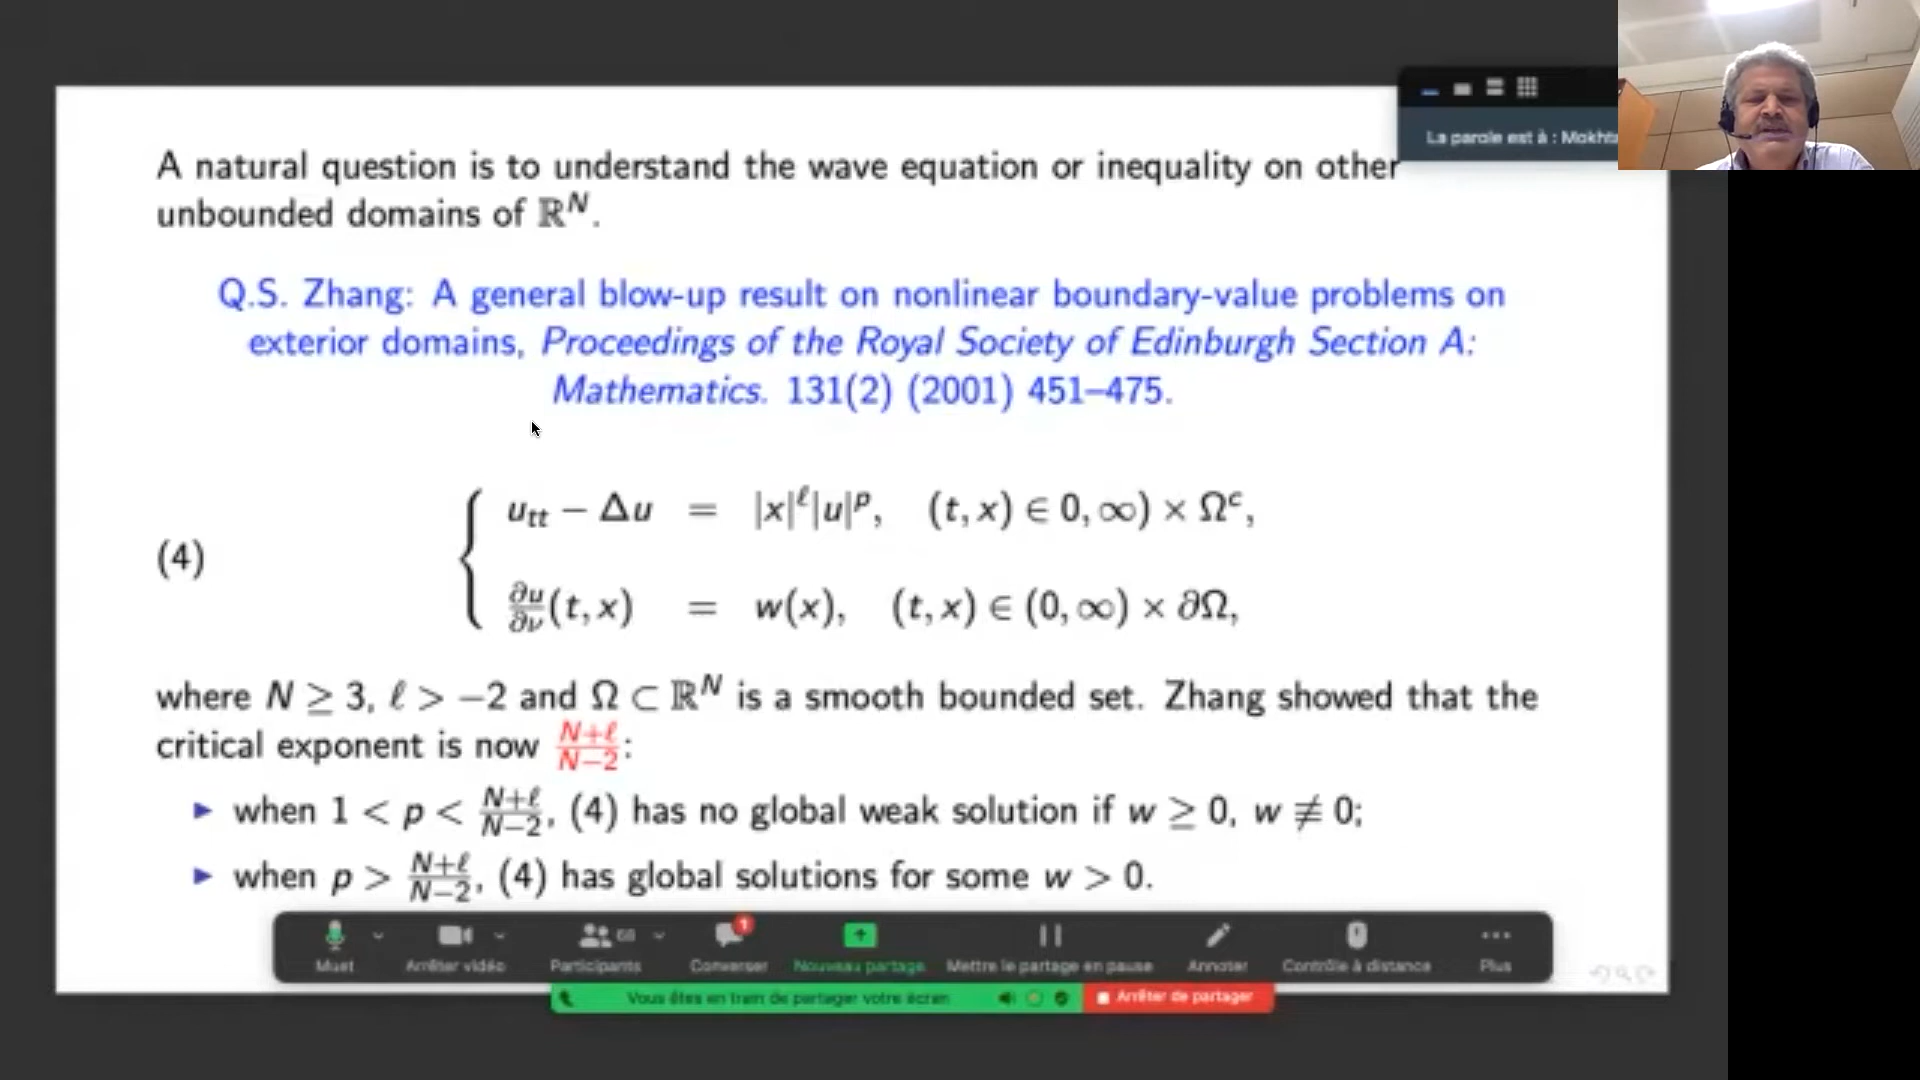 La parole est à : Mokhta
A natural question is to understand the wave equation or inequality on other
unbounded domains of ℝᴺ.
Q.S. Zhang: A general blow-up result on nonlinear boundary-value problems on
exterior domains, Proceedings of the Royal Society of Edinburgh Section A:
Mathematics. 131(2) (2001) 451–475.
u_tt − Δu = |x|^ℓ|u|^p, (t, x) ∈ 0, ∞) × Ω^c,
(4)
∂u/∂ν(t, x) = w(x), (t, x) ∈ (0, ∞) × ∂Ω,
where N ≥ 3, ℓ > −2 and Ω ⊂ ℝᴺ is a smooth bounded set. Zhang showed that the
critical exponent is now (N+ℓ)/(N−2):
▶ when 1 < p < (N+ℓ)/(N−2), (4) has no global weak solution if w ≥ 0, w ≢ 0;
▶ when p > (N+ℓ)/(N−2), (4) has global solutions for some w > 0.
68 1
Muet Arrêter vidéo Participants Converser Nouveau partage Mettre le partage en pause Annoter Contrôle à distance Plus
Vous êtes en train de partager votre écran Arrêter de partager